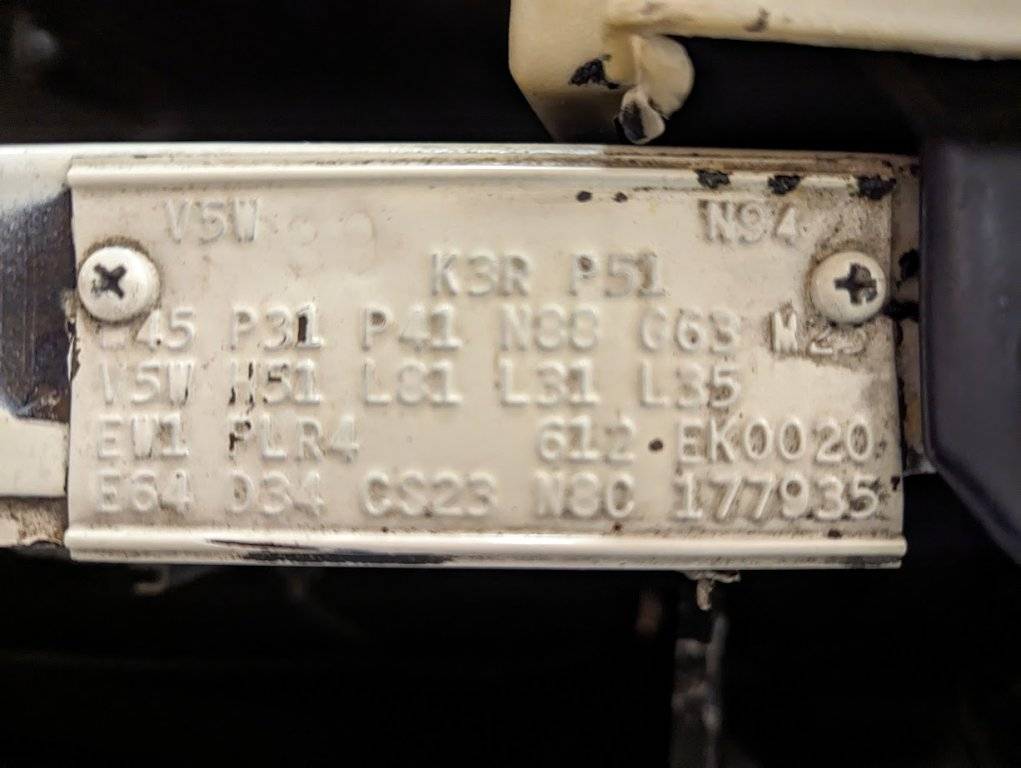 V5W N94
K3R P51
P31 P41 N88 G63
V5W H51 L81 L31 L35
EW1 PLR4 612 EK0020
E64 D34 CS23 N8C 177935